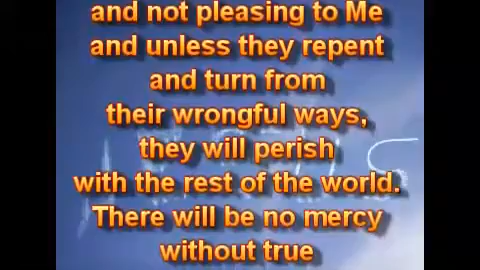 and not pleasing to Me
and unless they repent
and turn from
their wrongful ways,
they will perish
with the rest of the world.
There will be no mercy
without true